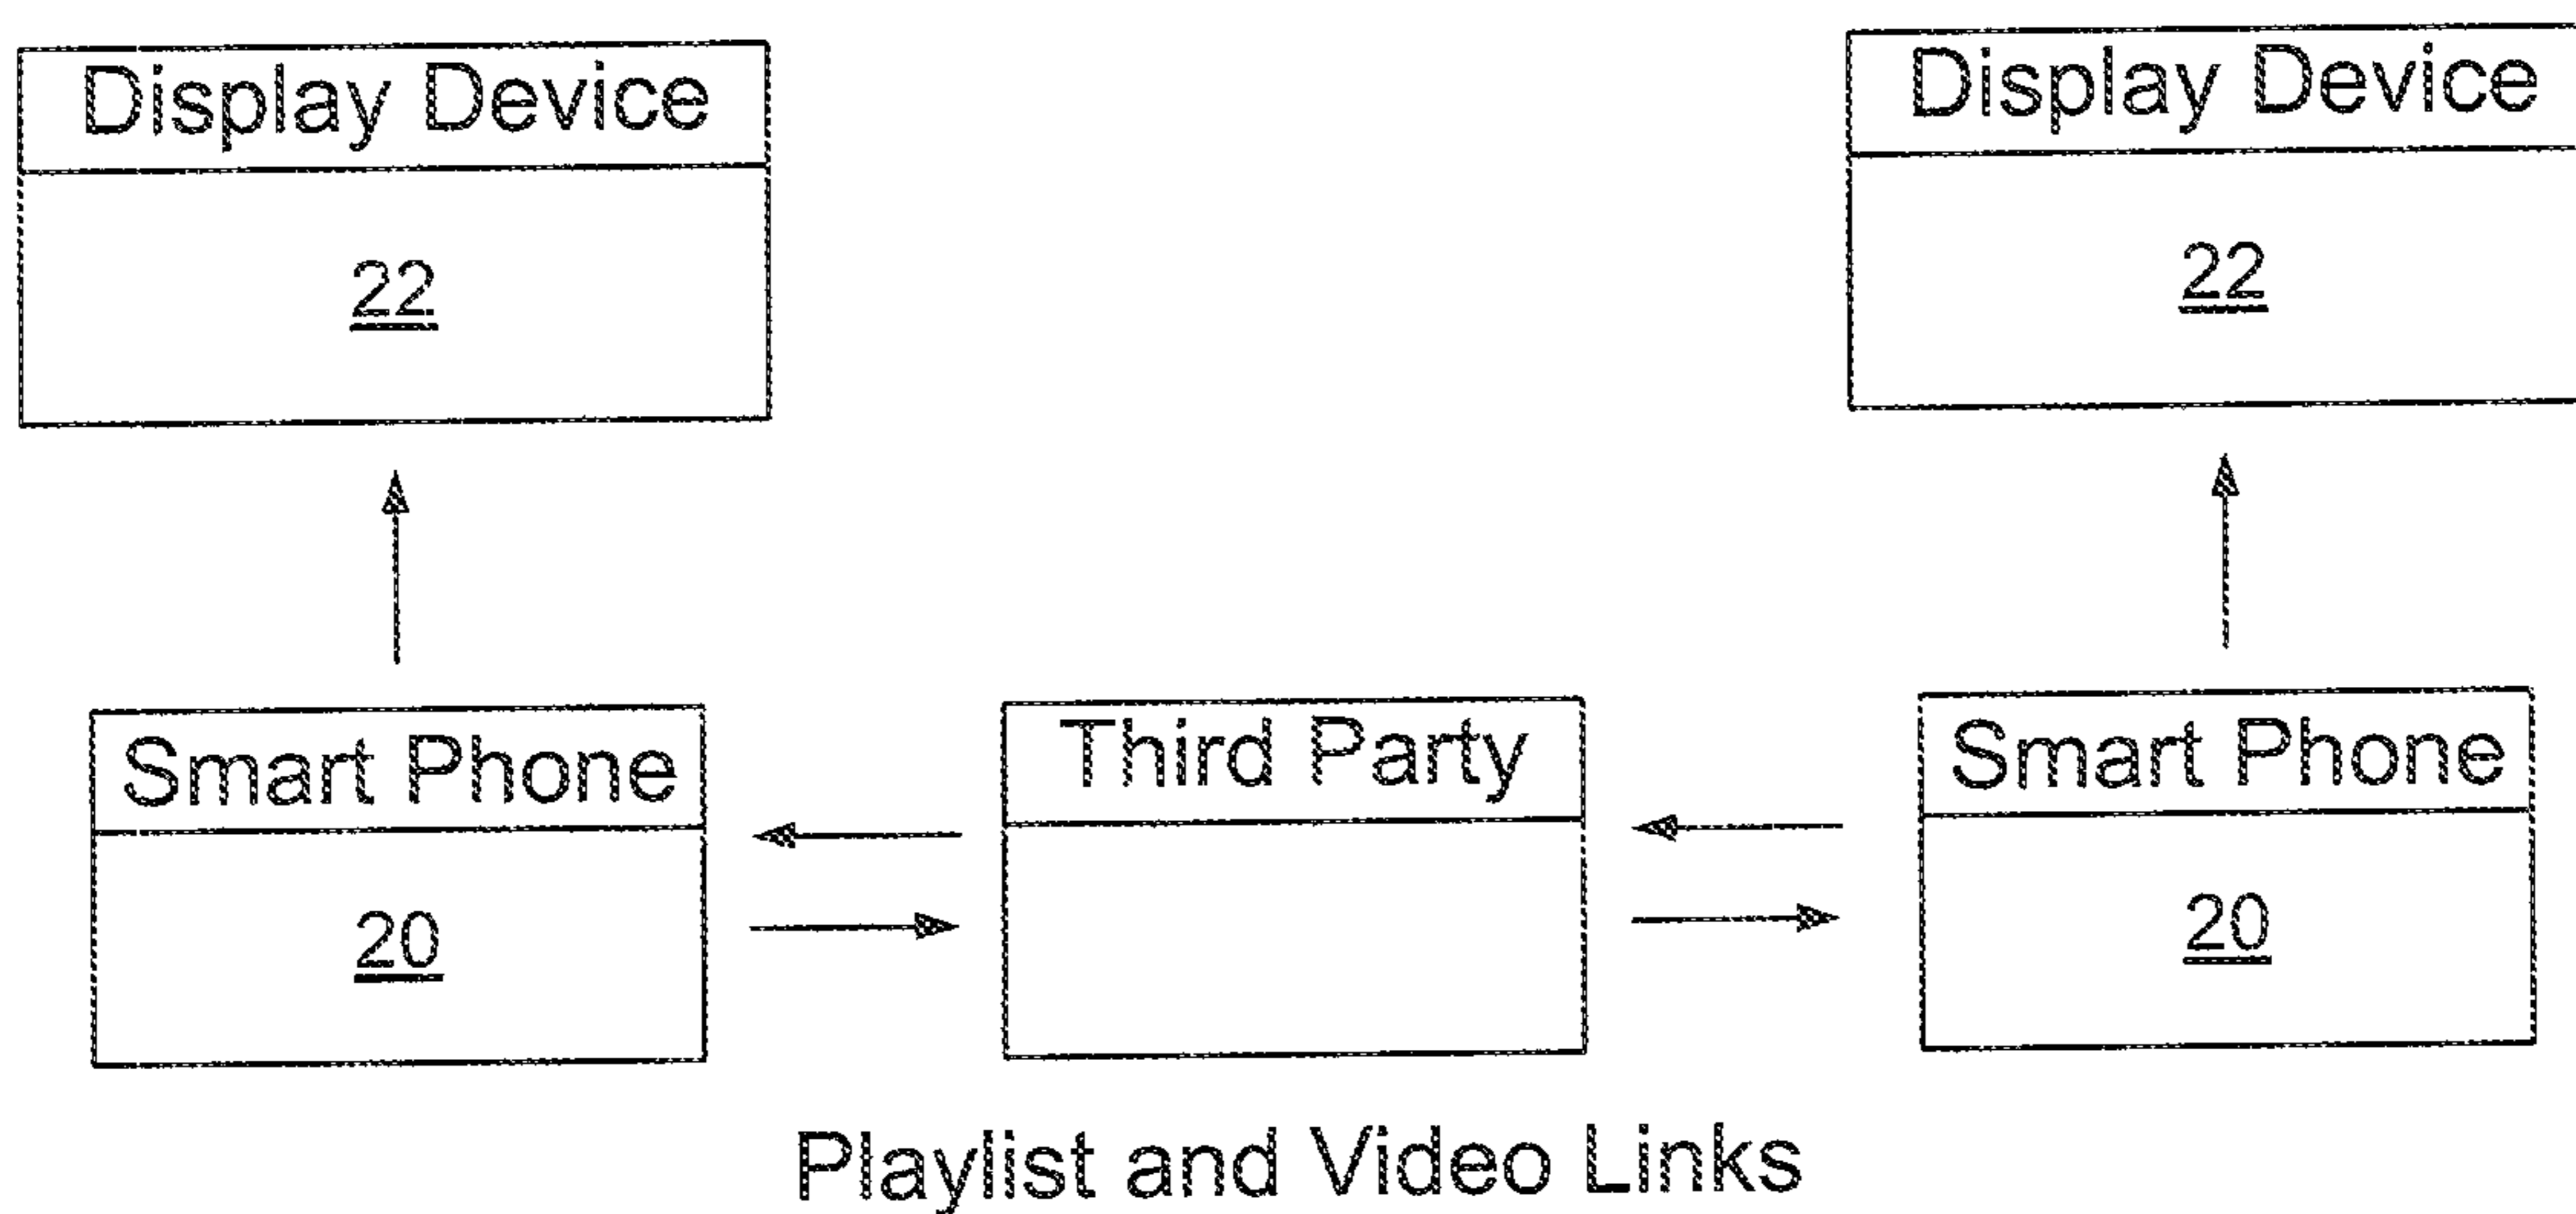 Display Device
22
Display Device
22
Smart Phone
20
Third Party
Smart Phone
20
Playlist and Video Links